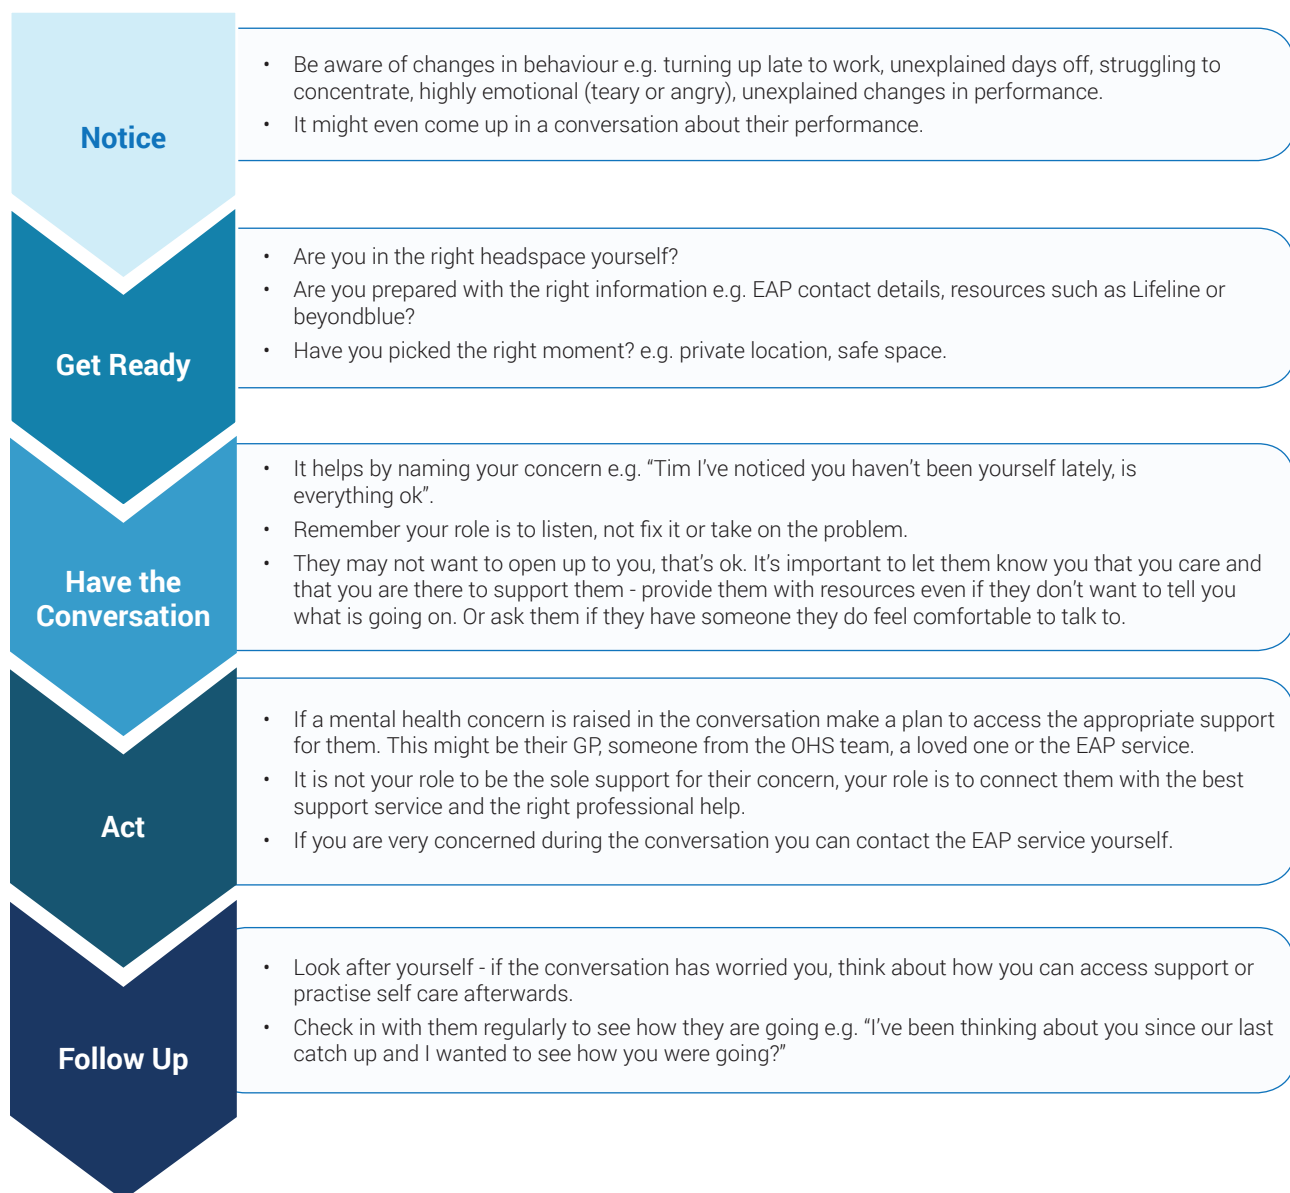 Notice
• Be aware of changes in behaviour e.g. turning up late to work, unexplained days off, struggling to
concentrate, highly emotional (teary or angry), unexplained changes in performance.
• It might even come up in a conversation about their performance.
Get Ready
• Are you in the right headspace yourself?
• Are you prepared with the right information e.g. EAP contact details, resources such as Lifeline or
beyondblue?
• Have you picked the right moment? e.g. private location, safe space.
Have the
Conversation
• It helps by naming your concern e.g. “Tim I’ve noticed you haven’t been yourself lately, is
everything ok”.
• Remember your role is to listen, not fix it or take on the problem.
• They may not want to open up to you, that’s ok. It’s important to let them know you that you care and
that you are there to support them - provide them with resources even if they don’t want to tell you
what is going on. Or ask them if they have someone they do feel comfortable to talk to.
Act
• If a mental health concern is raised in the conversation make a plan to access the appropriate support
for them. This might be their GP, someone from the OHS team, a loved one or the EAP service.
• It is not your role to be the sole support for their concern, your role is to connect them with the best
support service and the right professional help.
• If you are very concerned during the conversation you can contact the EAP service yourself.
Follow Up
• Look after yourself - if the conversation has worried you, think about how you can access support or
practise self care afterwards.
• Check in with them regularly to see how they are going e.g. “I’ve been thinking about you since our last
catch up and I wanted to see how you were going?”